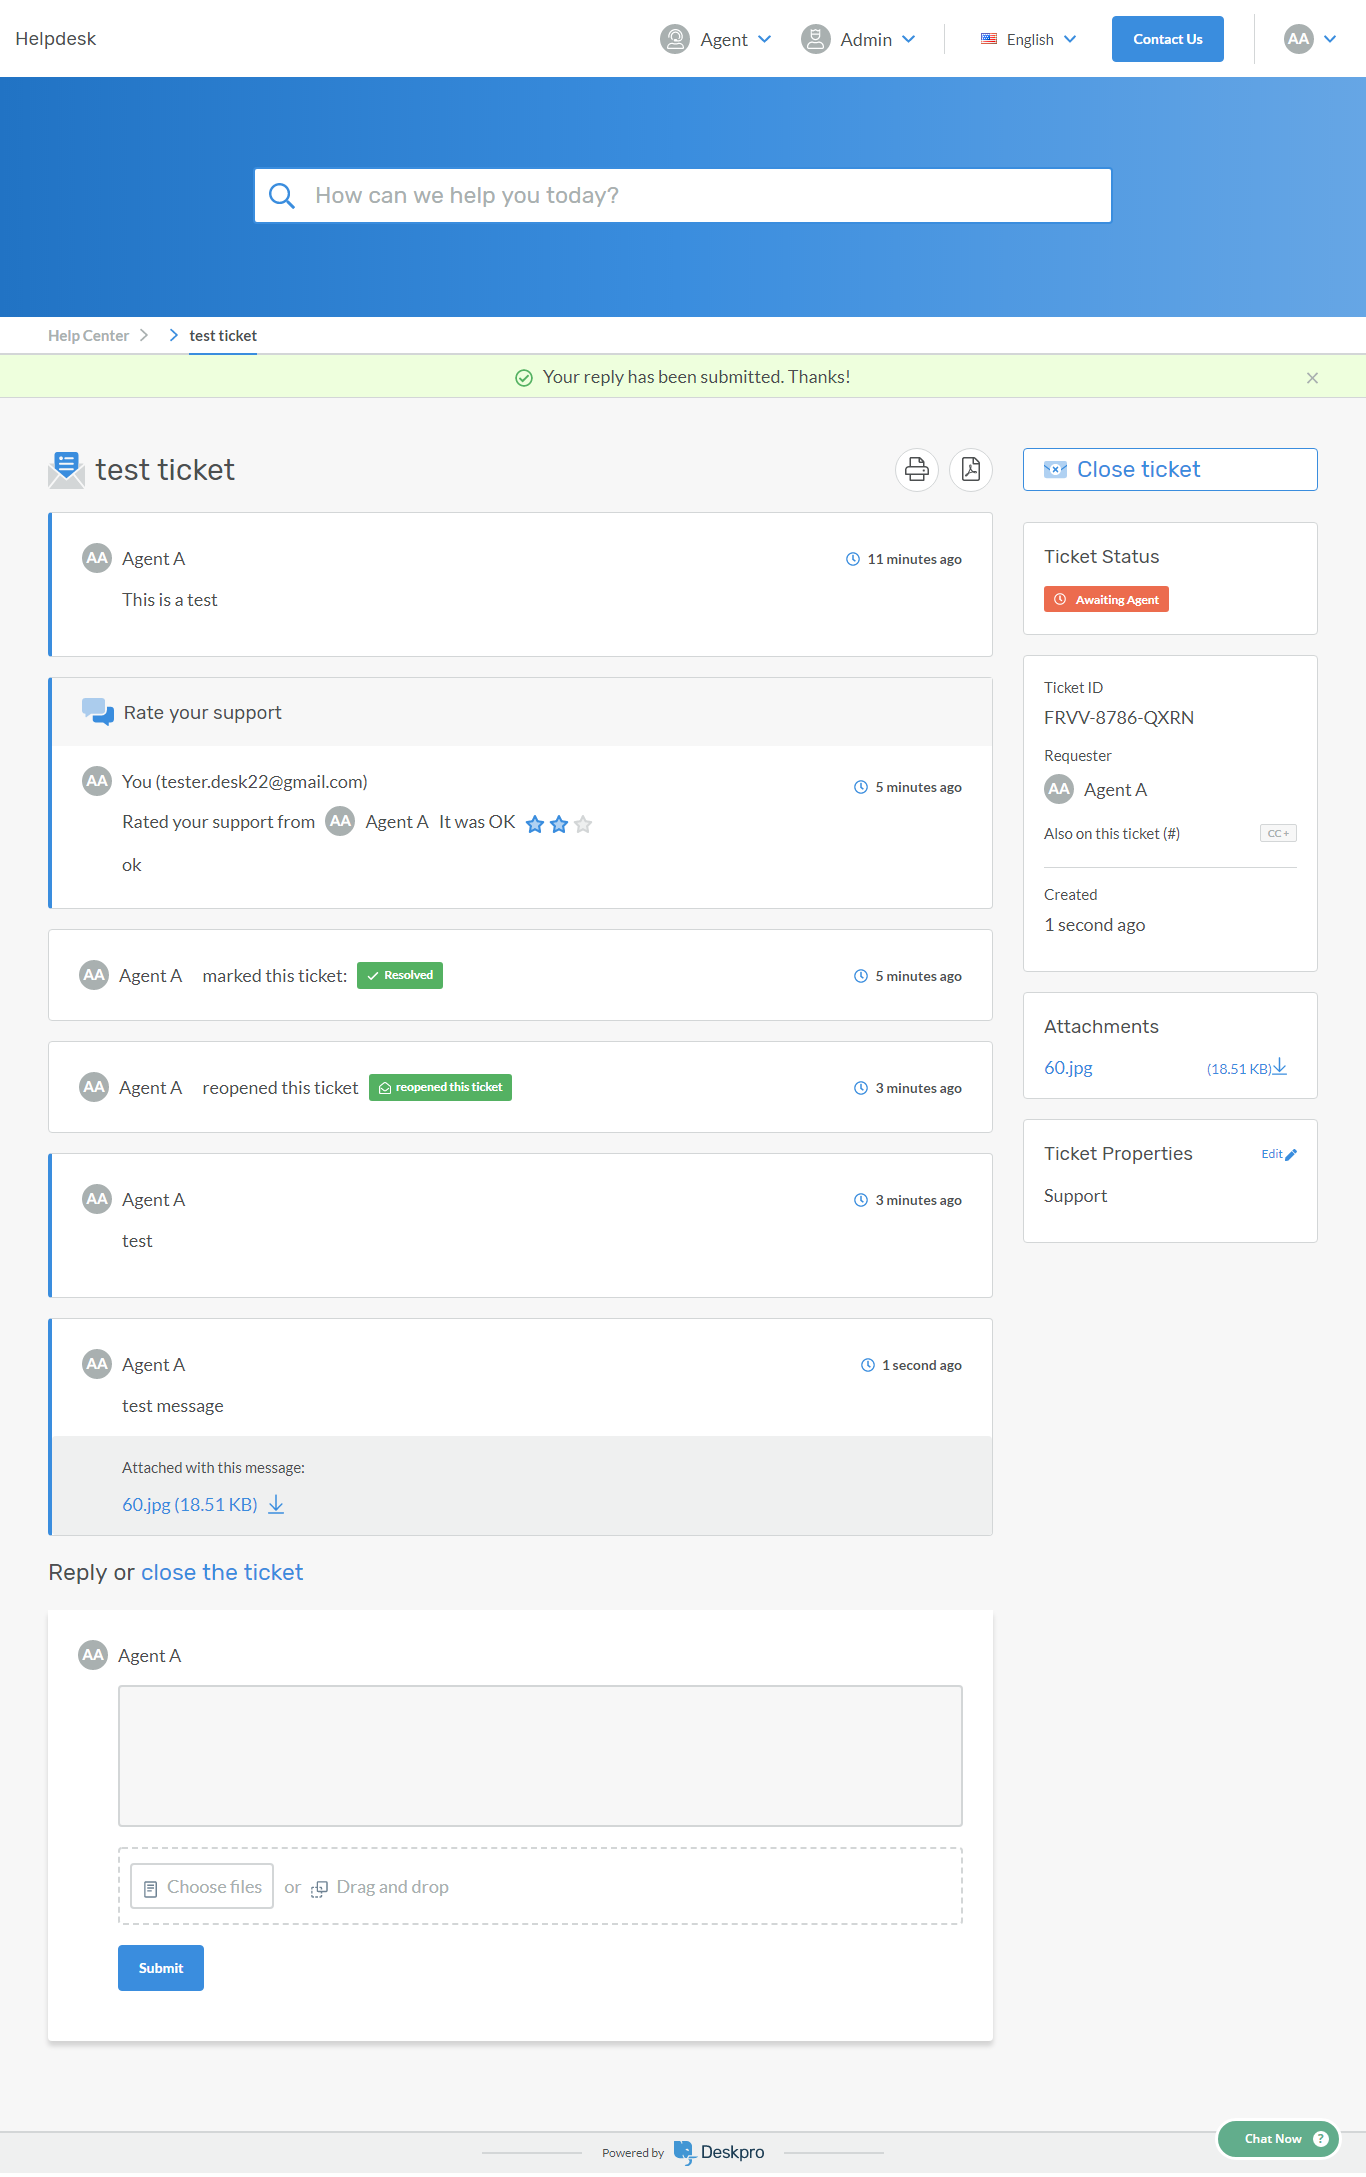 Helpdesk
Agent
Admin
English
Contact Us
AA
How can we help you today?
Help Center
test ticket
Your reply has been submitted. Thanks!
test ticket
AA Agent A
11 minutes ago
This is a test
Rate your support
AA You (tester.desk22@gmail.com)
5 minutes ago
Rated your support from AA Agent A It was OK
ok
AA Agent A marked this ticket: Resolved
5 minutes ago
AA Agent A reopened this ticket reopened this ticket
3 minutes ago
AA Agent A
3 minutes ago
test
AA Agent A
1 second ago
test message
Attached with this message:
60.jpg (18.51 KB)
Reply or close the ticket
AA Agent A
Choose files or Drag and drop
Submit
Close ticket
Ticket Status
Awaiting Agent
Ticket ID
FRVV-8786-QXRN
Requester
AA Agent A
Also on this ticket (#)
CC +
Created
1 second ago
Attachments
60.jpg (18.51 KB)
Ticket Properties
Edit
Support
Powered by Deskpro
Chat Now ?